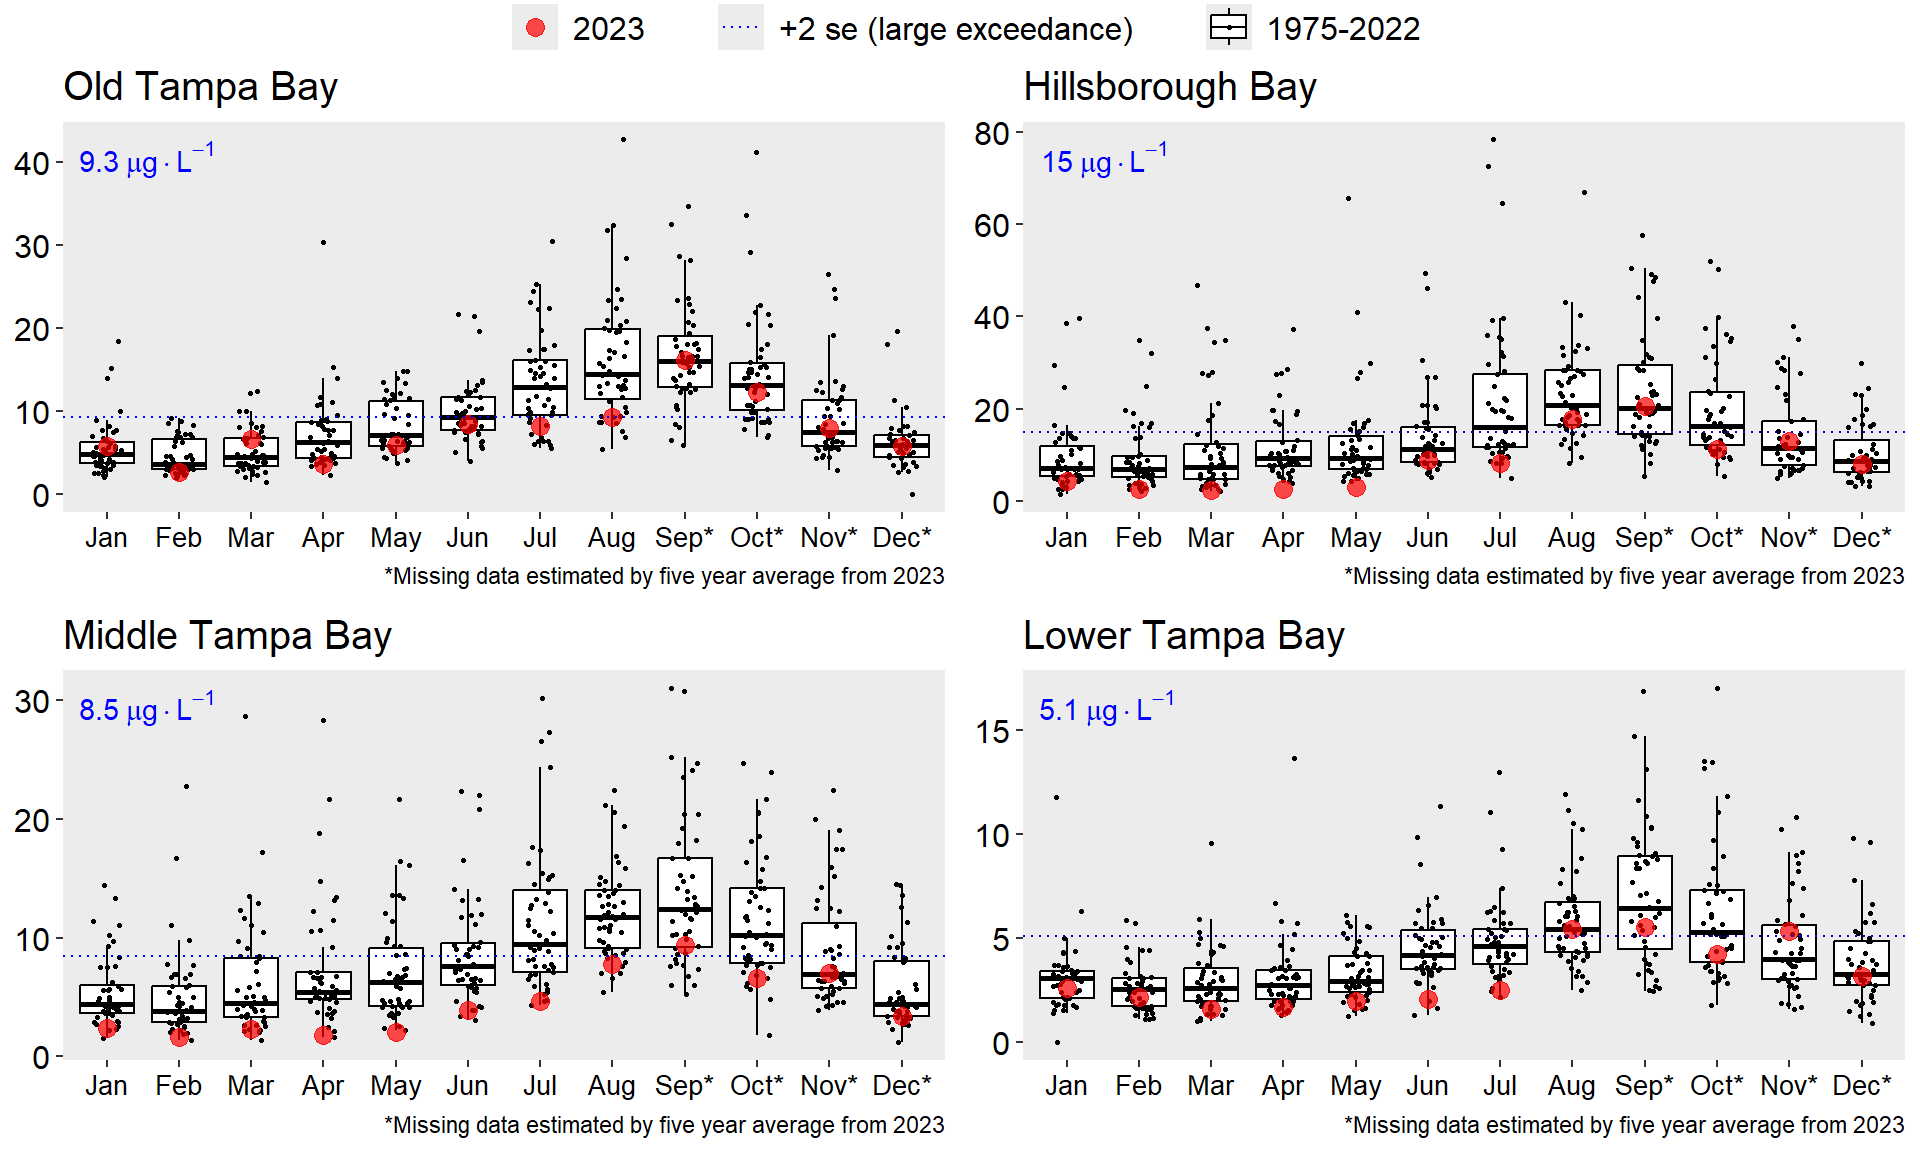 2023 +2 se (large exceedance) 1975-2022
Old Tampa Bay
9.3 µg·L⁻¹
40
30
20
10
0
Jan Feb Mar Apr May Jun Jul Aug Sep* Oct* Nov* Dec*
*Missing data estimated by five year average from 2023
Hillsborough Bay
15 µg·L⁻¹
80
60
40
20
0
Jan Feb Mar Apr May Jun Jul Aug Sep* Oct* Nov* Dec*
*Missing data estimated by five year average from 2023
Middle Tampa Bay
8.5 µg·L⁻¹
30
20
10
0
Jan Feb Mar Apr May Jun Jul Aug Sep* Oct* Nov* Dec*
*Missing data estimated by five year average from 2023
Lower Tampa Bay
5.1 µg·L⁻¹
15
10
5
0
Jan Feb Mar Apr May Jun Jul Aug Sep* Oct* Nov* Dec*
*Missing data estimated by five year average from 2023